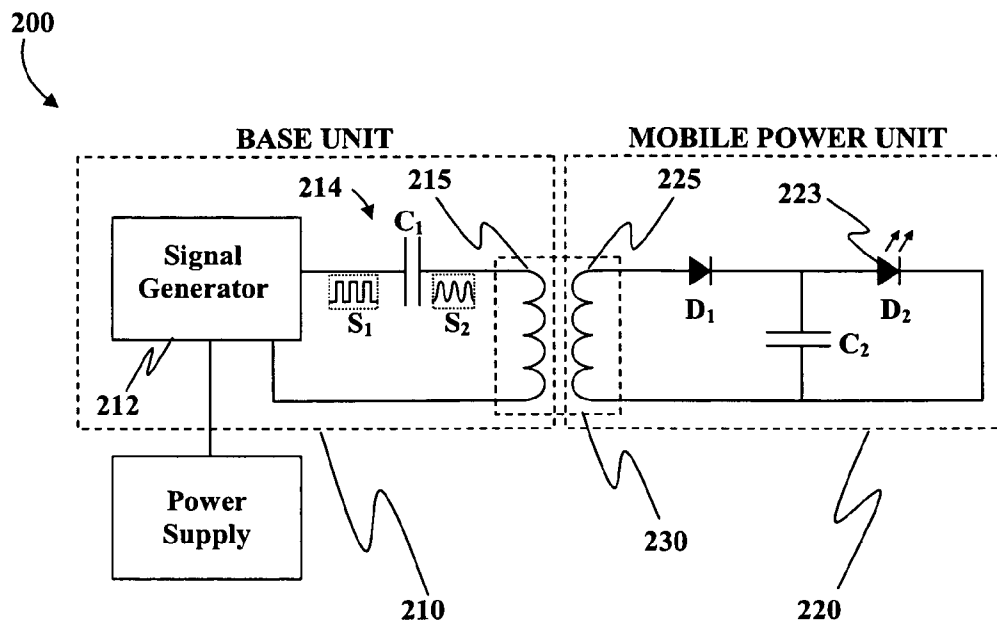 200
BASE UNIT
MOBILE POWER UNIT
214
215
225
223
C₁
Signal
Generator
S₁
S₂
D₁
D₂
C₂
212
Power
Supply
230
210
220